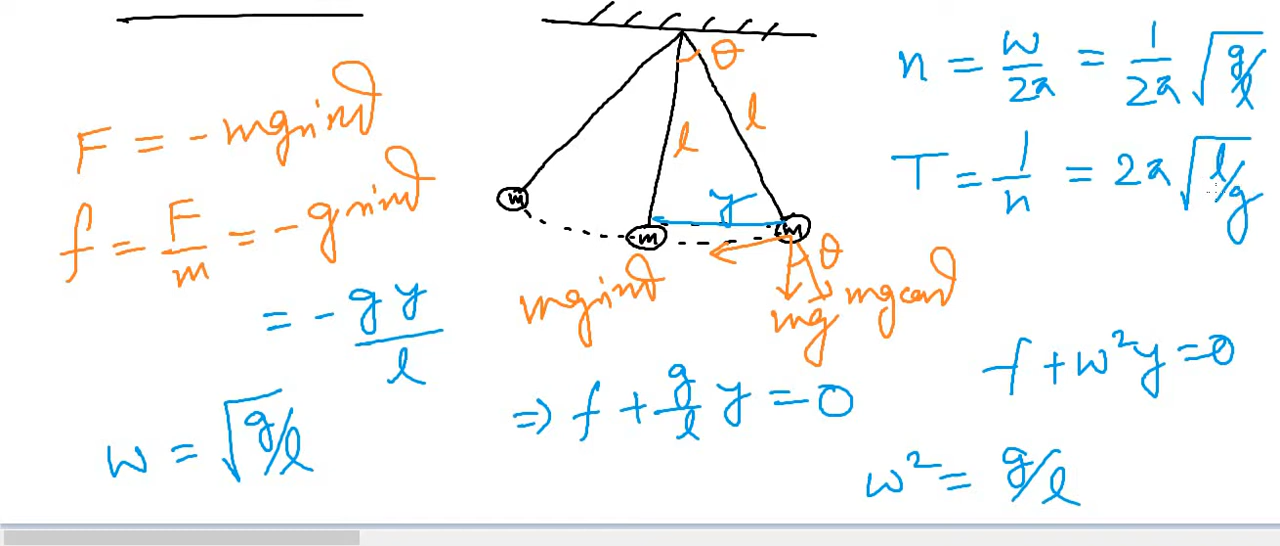 F = - mg sinθ
f = F/m = - g sinθ
= - gy/l
w = √g/l
θ
l
l
y
m
m
m
θ
mg sinθ
mg
mg cosθ
=> f + g/l y = 0
n = w/2π = 1/2π √g/l
T = 1/n = 2π √l/g
f + w²y = 0
w² = g/l